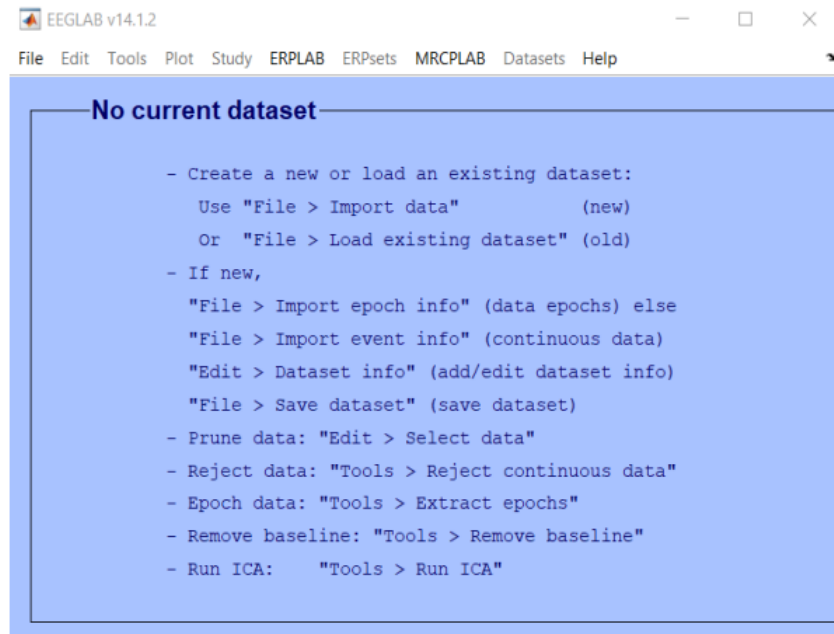 EEGLAB v14.1.2
File Edit Tools Plot Study ERPLAB ERPsets MRCPLAB Datasets Help
No current dataset
- Create a new or load an existing dataset:
Use "File > Import data" (new)
Or "File > Load existing dataset" (old)
- If new,
"File > Import epoch info" (data epochs) else
"File > Import event info" (continuous data)
"Edit > Dataset info" (add/edit dataset info)
"File > Save dataset" (save dataset)
- Prune data: "Edit > Select data"
- Reject data: "Tools > Reject continuous data"
- Epoch data: "Tools > Extract epochs"
- Remove baseline: "Tools > Remove baseline"
- Run ICA: "Tools > Run ICA"